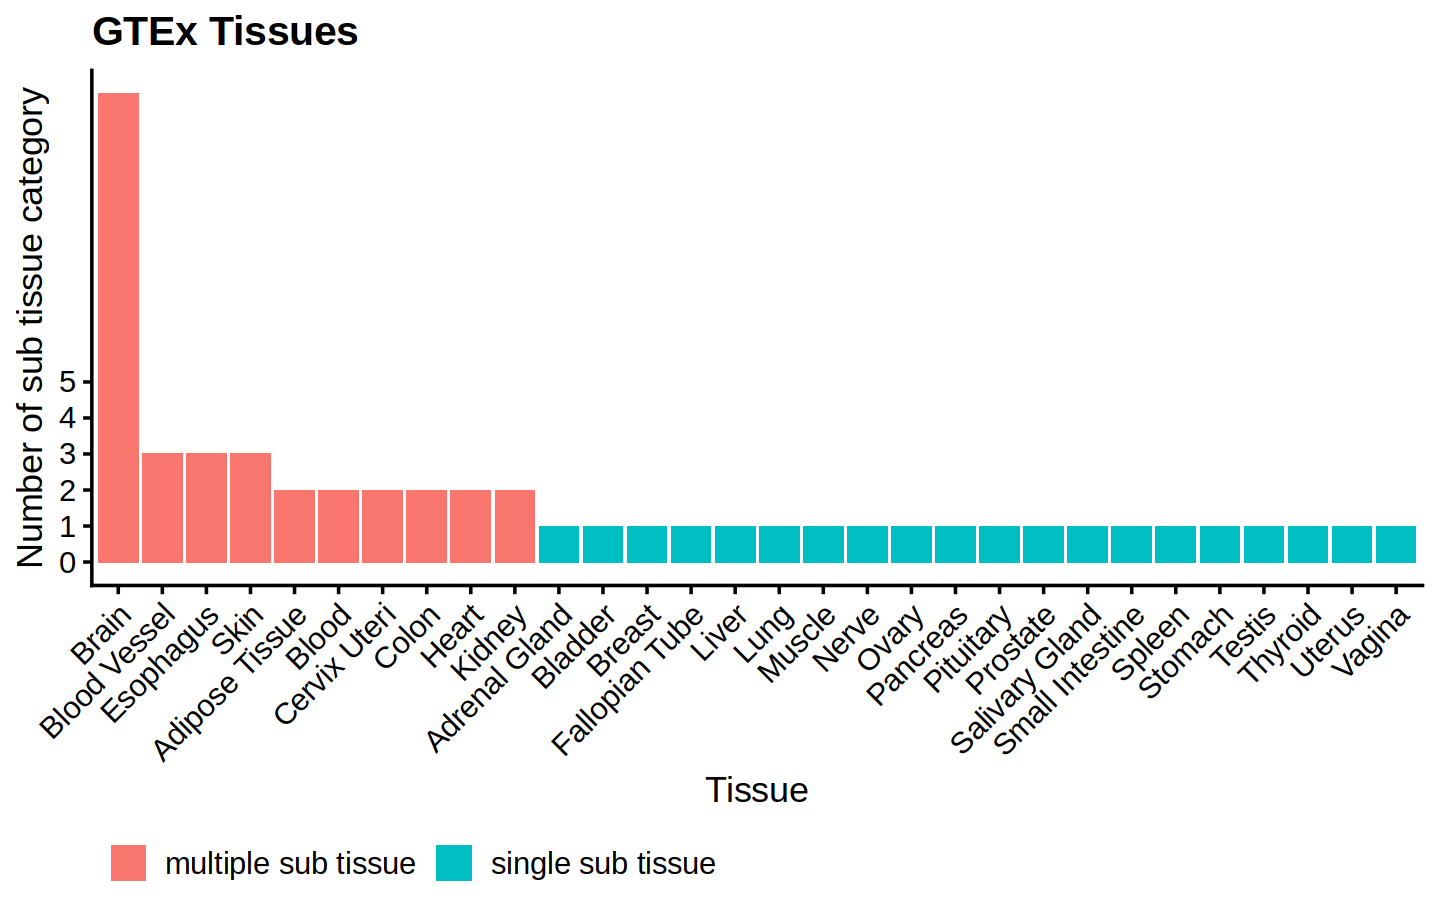 GTEx Tissues
Number of sub tissue category
5
4
3
2
1
0
Brain
Blood Vessel
Esophagus
Skin
Adipose Tissue
Blood
Cervix Uteri
Colon
Heart
Kidney
Adrenal Gland
Bladder
Breast
Fallopian Tube
Liver
Lung
Muscle
Nerve
Ovary
Pancreas
Pituitary
Prostate
Salivary Gland
Small Intestine
Spleen
Stomach
Testis
Thyroid
Uterus
Vagina
Tissue
multiple sub tissue
single sub tissue